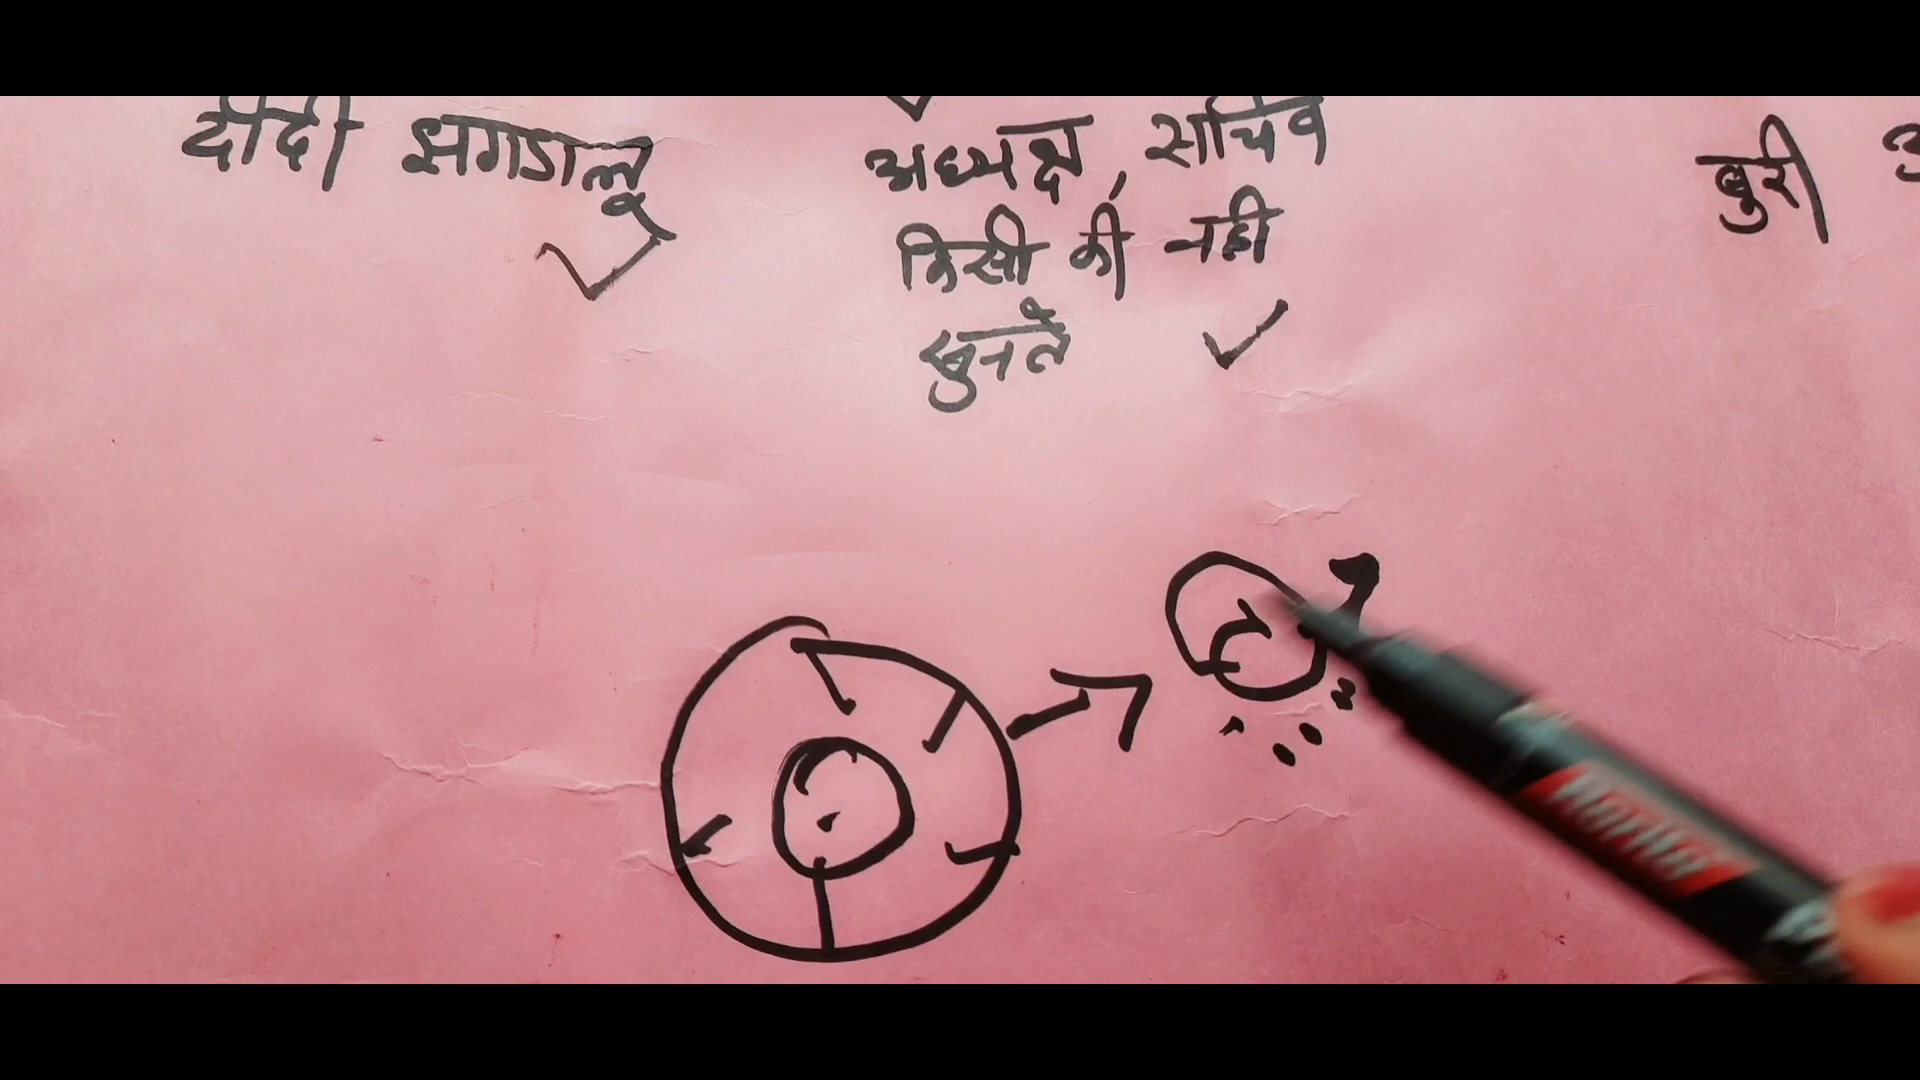 दीदी झगडालू
अध्यक्ष, सचिव
किसी की नही
सुनते
बुरी